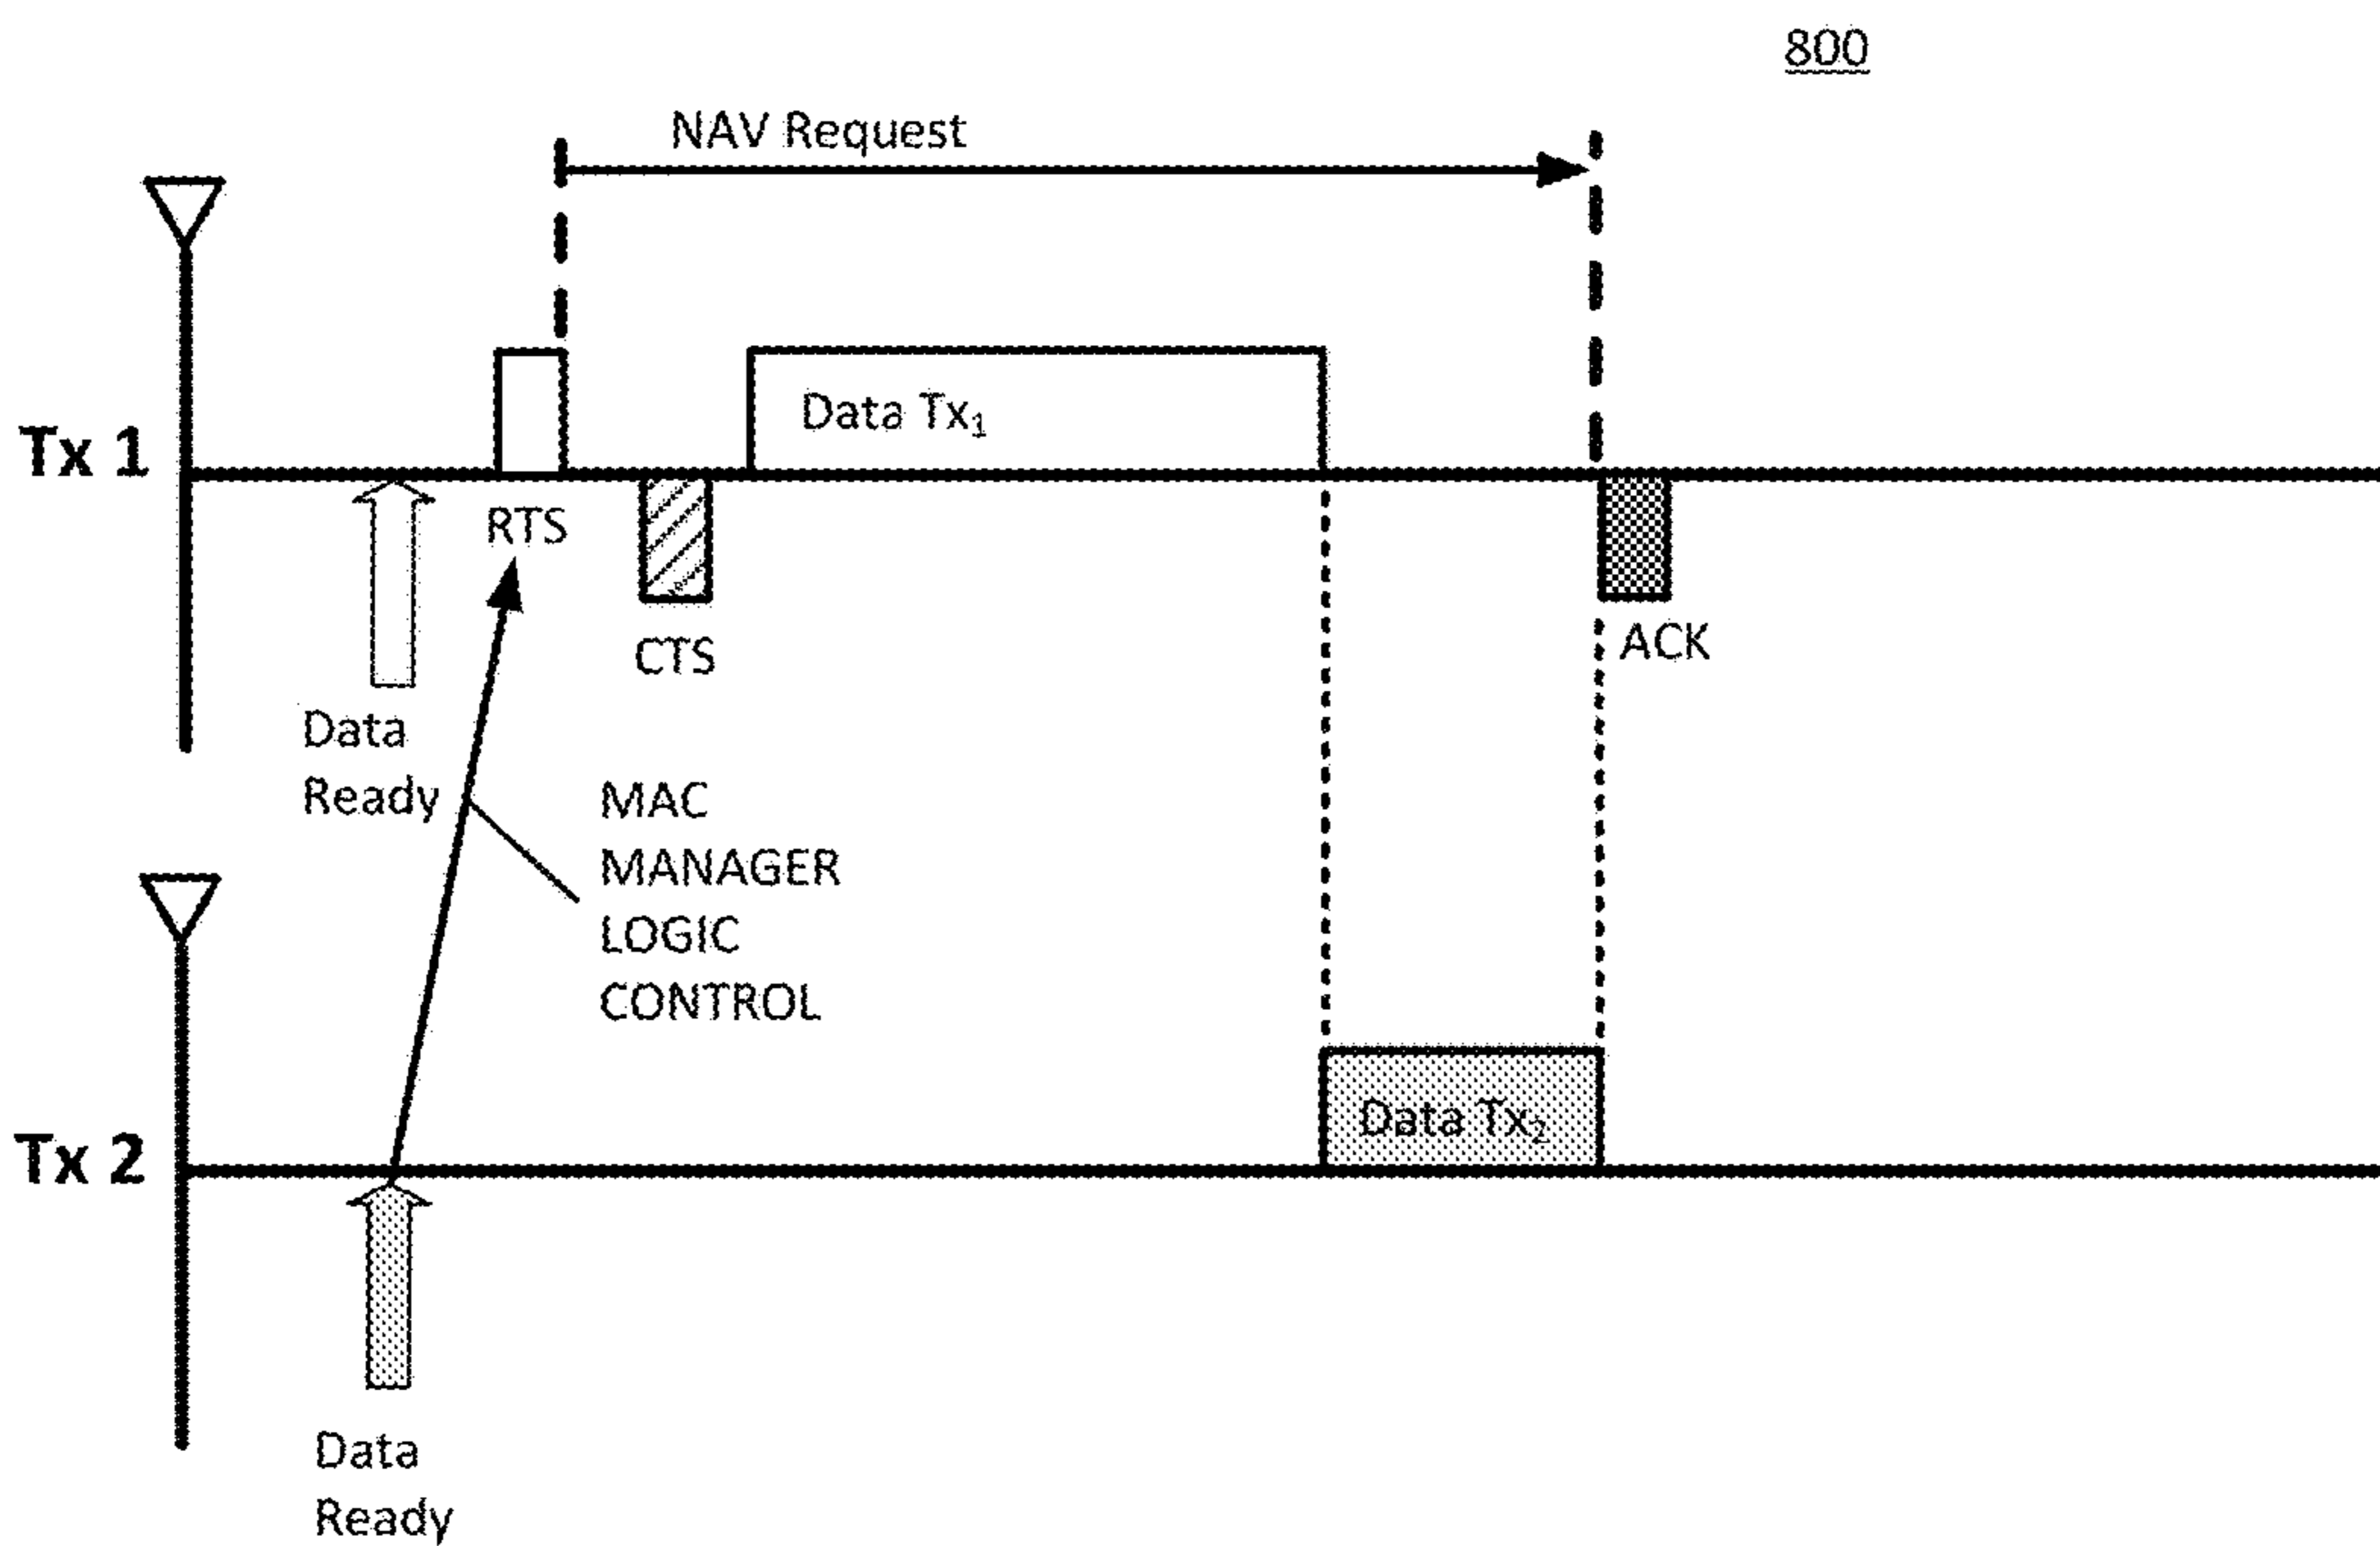 800
NAV Request
Data Tx₁
Tx 1
RTS
CTS
ACK
Data
Ready
MAC
MANAGER
LOGIC
CONTROL
Data Tx₂
Tx 2
Data
Ready